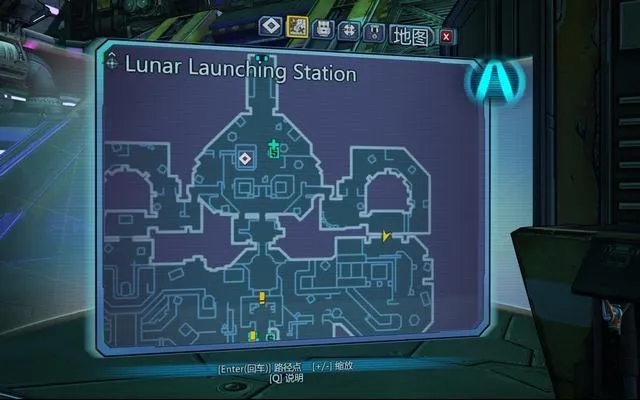 地图 X
Lunar Launching Station
[Enter(回车)] 路径点 [+/-] 缩放
[Q] 说明